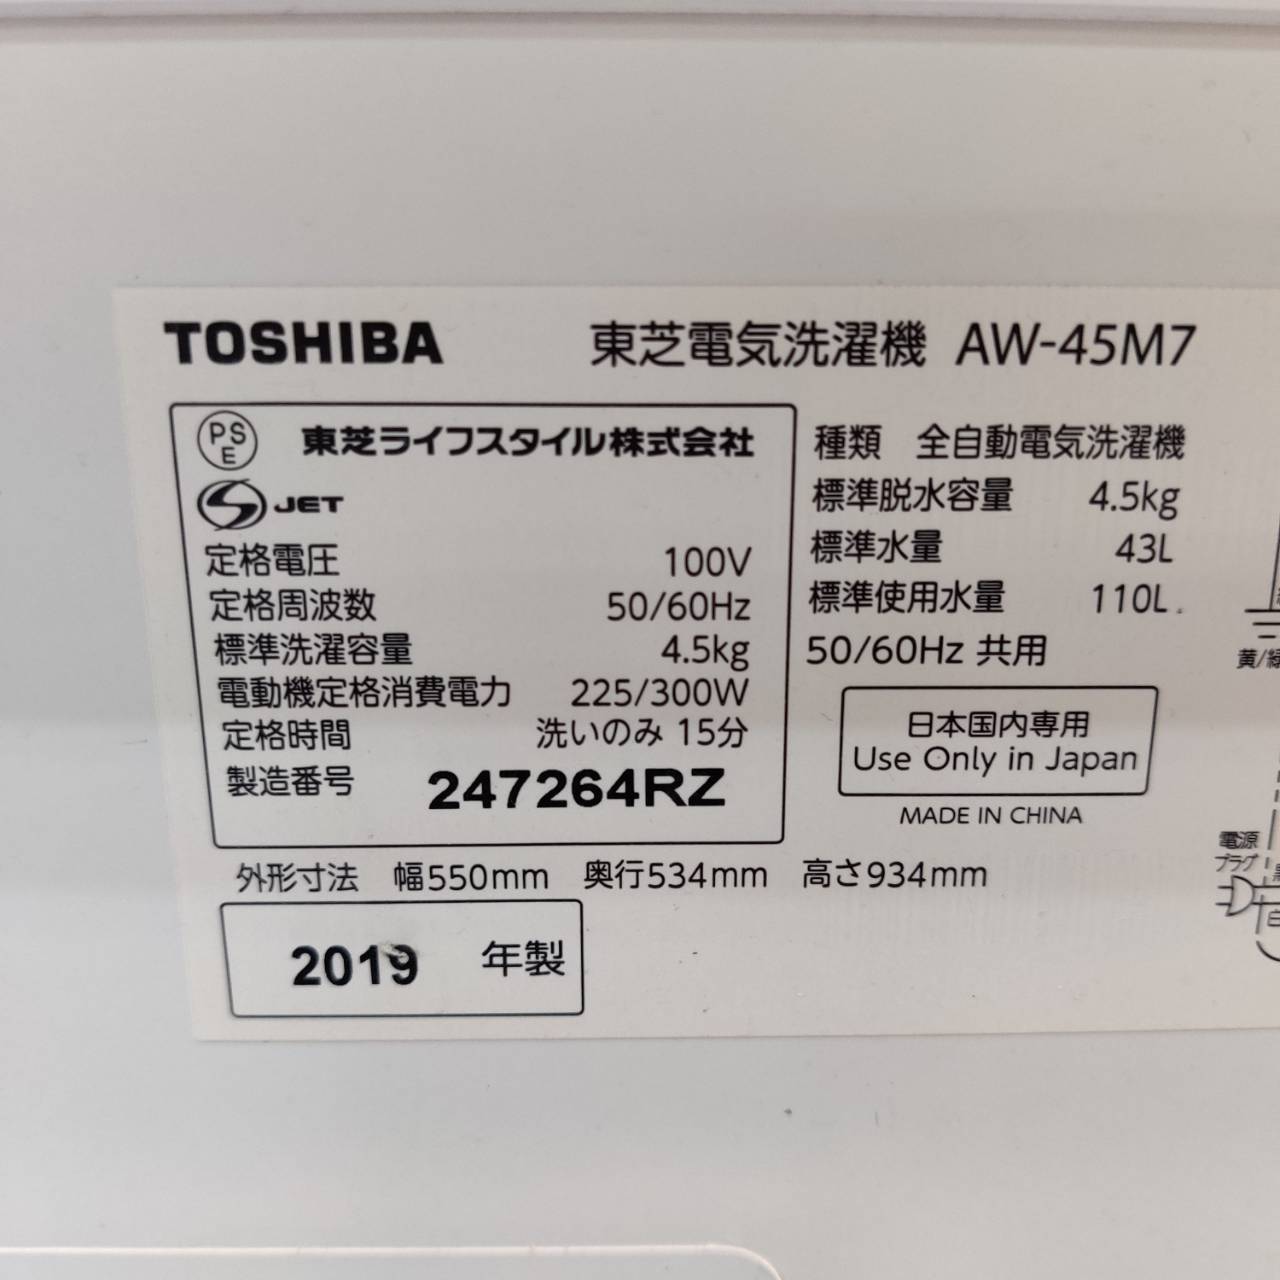 TOSHIBA 東芝電気洗濯機 AW-45M7
PSE 東芝ライフスタイル株式会社
S JET
定格電圧 100V
定格周波数 50/60Hz
標準洗濯容量 4.5kg
電動機定格消費電力 225/300W
定格時間 洗いのみ 15分
製造番号 247264RZ
種類 全自動電気洗濯機
標準脱水容量 4.5kg
標準水量 43L
標準使用水量 110L
50/60Hz 共用
日本国内専用
Use Only in Japan
MADE IN CHINA
外形寸法 幅550mm 奥行534mm 高さ934mm
2019 年製
黄/緑
電源
プラグ